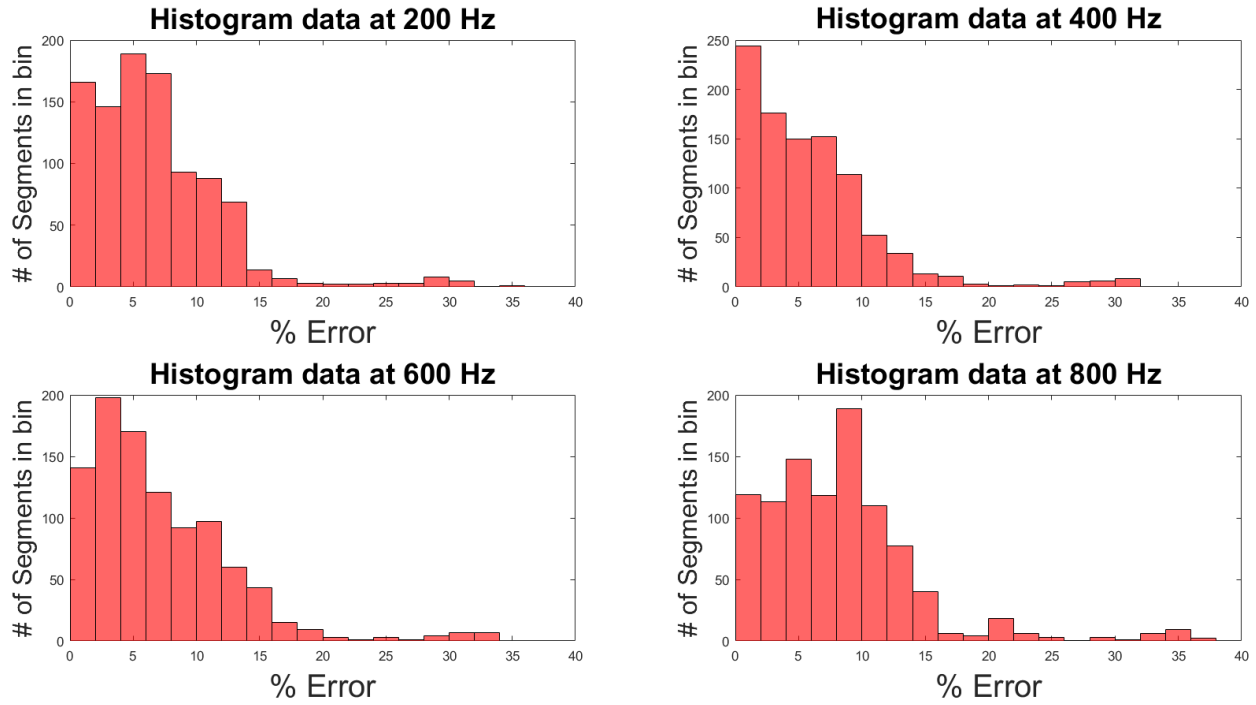 Histogram data at 200 Hz
# of Segments in bin
200
150
100
50
0
0 5 10 15 20 25 30 35 40
% Error
Histogram data at 400 Hz
# of Segments in bin
250
200
150
100
50
0
0 5 10 15 20 25 30 35 40
% Error
Histogram data at 600 Hz
# of Segments in bin
200
150
100
50
0
0 5 10 15 20 25 30 35 40
% Error
Histogram data at 800 Hz
# of Segments in bin
200
150
100
50
0
0 5 10 15 20 25 30 35 40
% Error